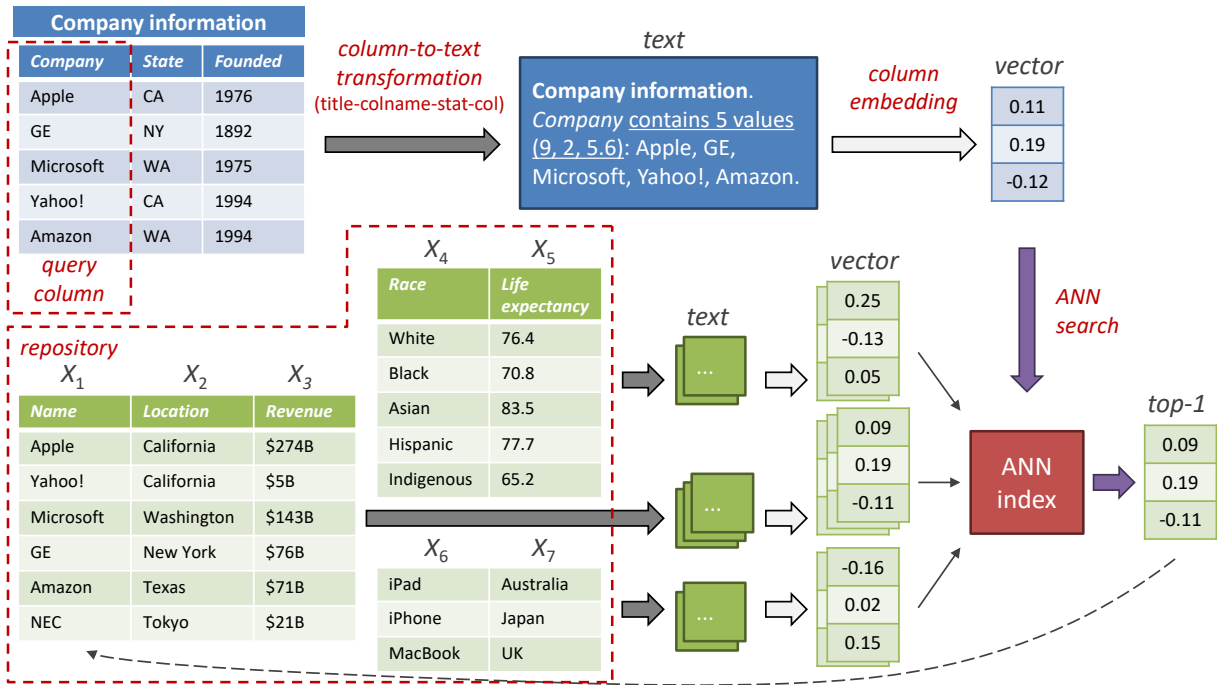 Company information
Company State Founded
Apple CA 1976
GE NY 1892
Microsoft WA 1975
Yahoo! CA 1994
Amazon WA 1994
query
column
column-to-text
transformation
(title-colname-stat-col)
text
Company information.
Company contains 5 values
(9, 2, 5.6): Apple, GE,
Microsoft, Yahoo!, Amazon.
column
embedding
vector
0.11
0.19
-0.12
ANN
search
repository
X1 X2 X3
Name Location Revenue
Apple California $274B
Yahoo! California $5B
Microsoft Washington $143B
GE New York $76B
Amazon Texas $71B
NEC Tokyo $21B
X4 X5
Race Life
expectancy
White 76.4
Black 70.8
Asian 83.5
Hispanic 77.7
Indigenous 65.2
X6 X7
iPad Australia
iPhone Japan
MacBook UK
text
...
...
...
vector
0.25
-0.13
0.05
0.09
0.19
-0.11
-0.16
0.02
0.15
ANN
index
top-1
0.09
0.19
-0.11